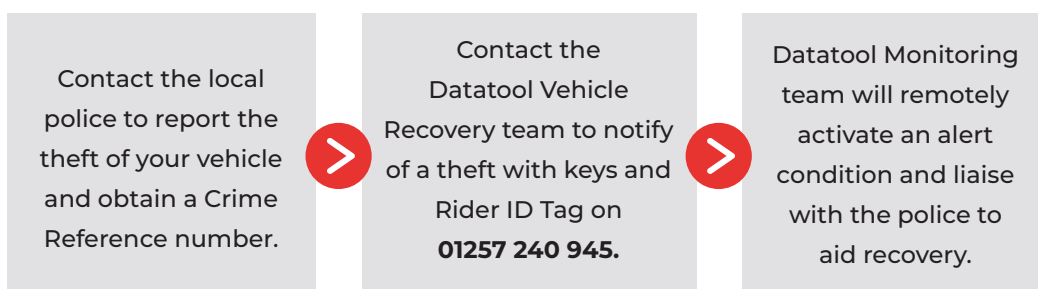 Contact the local
police to report the
theft of your vehicle
and obtain a Crime
Reference number.
Contact the
Datatool Vehicle
Recovery team to notify
of a theft with keys and
Rider ID Tag on
01257 240 945.
Datatool Monitoring
team will remotely
activate an alert
condition and liaise
with the police to
aid recovery.